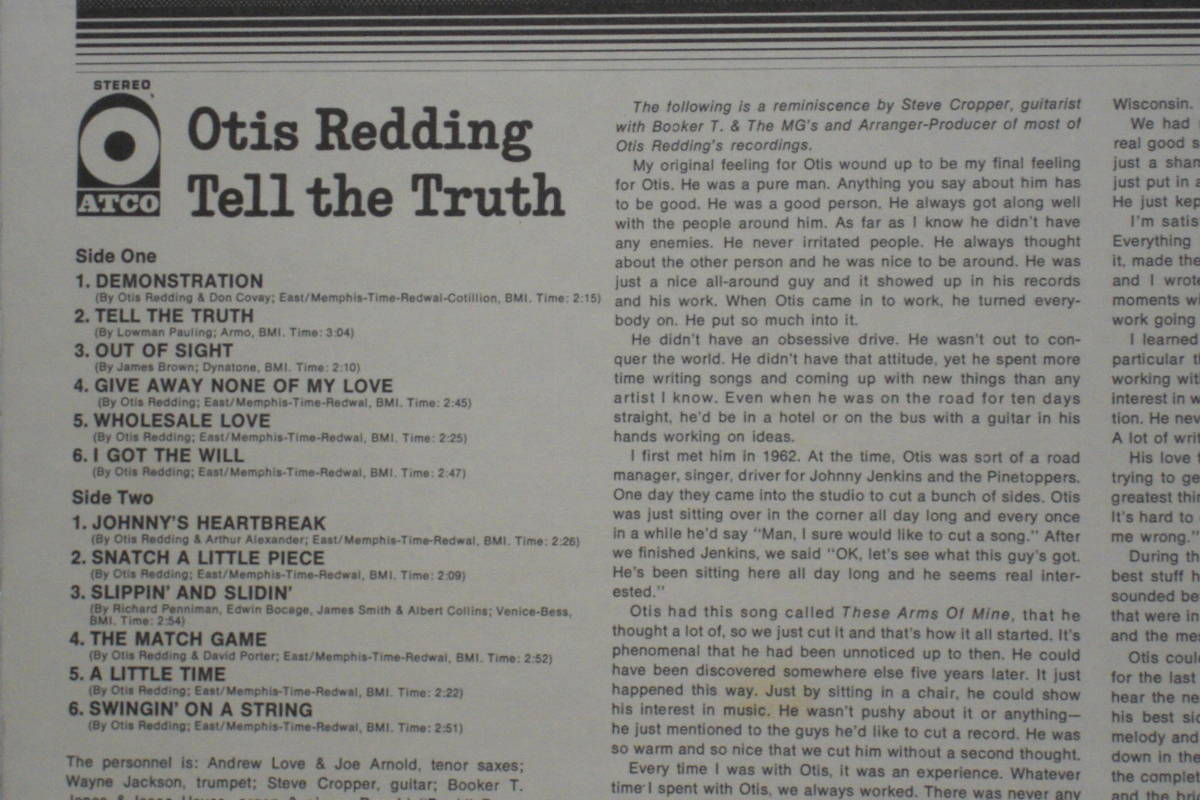 STEREO
ATCO
Otis Redding
Tell the Truth
Side One
1. DEMONSTRATION
(By Otis Redding & Don Covay; East/Memphis-Time-Redwal-Cotillion, BMI. Time: 2:15)
2. TELL THE TRUTH
(By Lowman Pauling; Armo, BMI. Time: 3:04)
3. OUT OF SIGHT
(By James Brown; Dynatone, BMI. Time: 2:10)
4. GIVE AWAY NONE OF MY LOVE
(By Otis Redding; East/Memphis-Time-Redwal, BMI. Time: 2:45)
5. WHOLESALE LOVE
(By Otis Redding; East/Memphis-Time-Redwal, BMI. Time: 2:25)
6. I GOT THE WILL
(By Otis Redding; East/Memphis-Time-Redwal, BMI. Time: 2:47)
Side Two
1. JOHNNY'S HEARTBREAK
(By Otis Redding & Arthur Alexander; East/Memphis-Time-Redwal, BMI. Time: 2:26)
2. SNATCH A LITTLE PIECE
(By Otis Redding; East/Memphis-Time-Redwal, BMI. Time: 2:09)
3. SLIPPIN' AND SLIDIN'
(By Richard Penniman, Edwin Bocage, James Smith & Albert Collins; Venice-Bess,
BMI. Time: 2:54)
4. THE MATCH GAME
(By Otis Redding & David Porter; East/Memphis-Time-Redwal, BMI. Time: 2:52)
5. A LITTLE TIME
(By Otis Redding; East/Memphis-Time-Redwal, BMI. Time: 2:22)
6. SWINGIN' ON A STRING
(By Otis Redding; East/Memphis-Time-Redwal, BMI. Time: 2:51)
The personnel is: Andrew Love & Joe Arnold, tenor saxes;
Wayne Jackson, trumpet; Steve Cropper, guitar; Booker T.
The following is a reminiscence by Steve Cropper, guitarist
with Booker T. & The MG's and Arranger-Producer of most of
Otis Redding's recordings.
My original feeling for Otis wound up to be my final feeling
for Otis. He was a pure man. Anything you say about him has
to be good. He was a good person. He always got along well
with the people around him. As far as I know he didn't have
any enemies. He never irritated people. He always thought
about the other person and he was nice to be around. He was
just a nice all-around guy and it showed up in his records
and his work. When Otis came in to work, he turned every-
body on. He put so much into it.
He didn't have an obsessive drive. He wasn't out to con-
quer the world. He didn't have that attitude, yet he spent more
time writing songs and coming up with new things than any
artist I know. Even when he was on the road for ten days
straight, he'd be in a hotel or on the bus with a guitar in his
hands working on ideas.
I first met him in 1962. At the time, Otis was sort of a road
manager, singer, driver for Johnny Jenkins and the Pinetoppers.
One day they came into the studio to cut a bunch of sides. Otis
was just sitting over in the corner all day long and every once
in a while he'd say "Man, I sure would like to cut a song." After
we finished Jenkins, we said "OK, let's see what this guy's got.
He's been sitting here all day long and he seems real inter-
ested."
Otis had this song called These Arms Of Mine, that he
thought a lot of, so we just cut it and that's how it all started. It's
phenomenal that he had been unnoticed up to then. He could
have been discovered somewhere else five years later. It just
happened this way. Just by sitting in a chair, he could show
his interest in music. He wasn't pushy about it or anything—
he just mentioned to the guys he'd like to cut a record. He was
so warm and so nice that we cut him without a second thought.
Every time I was with Otis, it was an experience. Whatever
time I spent with Otis, we always worked. There was never any
Wisconsin.
We had
real good s
just a sham
just put in a
He just kep
I'm satis
Everything
it, made the
and I wrote
moments w
work going
I learned
particular th
working wit
interest in w
tion. He nev
A lot of writ
His love
trying to ge
greatest thin
It's hard to
me wrong."
During th
best stuff h
sounded be
that were in
and the me
Otis coul
for the last
hear the ne
his best sid
melody and
down in the
the complet
and the bri